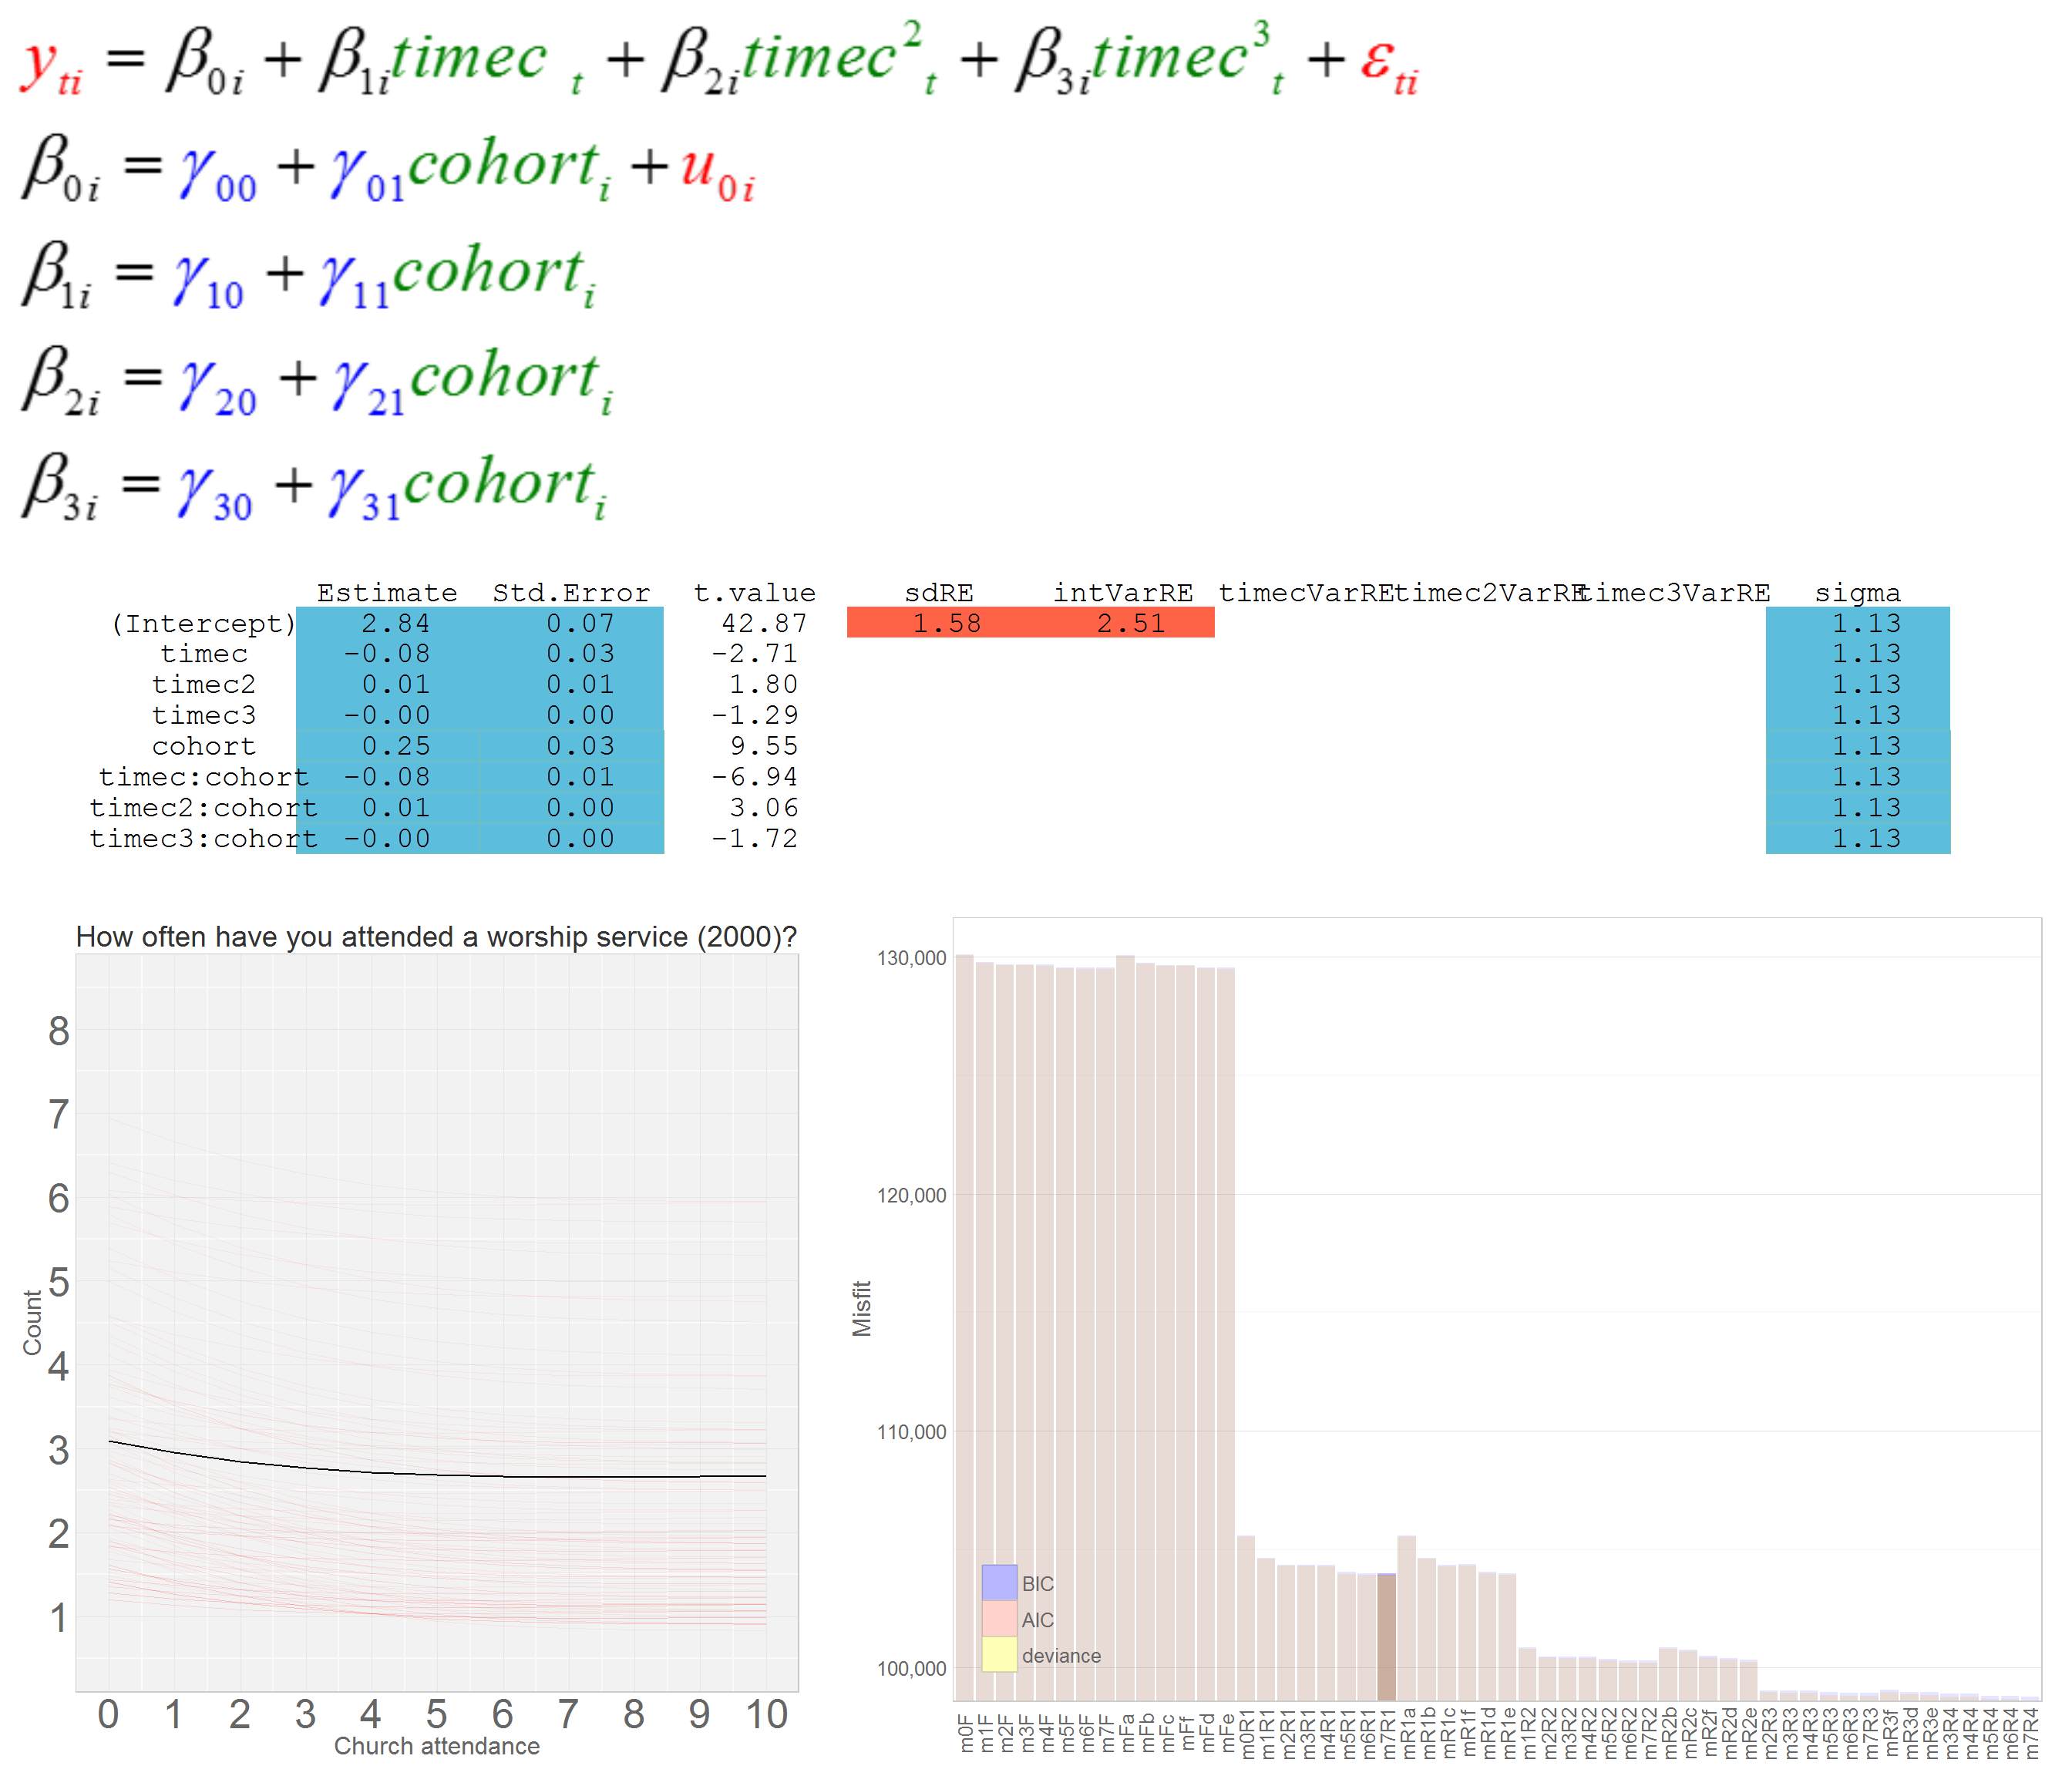 y_ti = β_0i + β_1i timec_t + β_2i timec²_t + β_3i timec³_t + ε_ti
β_0i = γ_00 + γ_01 cohort_i + u_0i
β_1i = γ_10 + γ_11 cohort_i
β_2i = γ_20 + γ_21 cohort_i
β_3i = γ_30 + γ_31 cohort_i
Estimate Std.Error t.value sdRE intVarRE timecVarRE timec2VarRE timec3VarRE sigma
(Intercept) 2.84 0.07 42.87 1.58 2.51 1.13
timec -0.08 0.03 -2.71 1.13
timec2 0.01 0.01 1.80 1.13
timec3 -0.00 0.00 -1.29 1.13
cohort 0.25 0.03 9.55 1.13
timec:cohort -0.08 0.01 -6.94 1.13
timec2:cohort 0.01 0.00 3.06 1.13
timec3:cohort -0.00 0.00 -1.72 1.13
How often have you attended a worship service (2000)?
8
7
6
5
4
3
2
1
Count
0 1 2 3 4 5 6 7 8 9 10
Church attendance
130,000
120,000
110,000
100,000
Misfit
BIC
AIC
deviance
m0F m1F m2F m3F m4F m5F m6F m7F mFa mFb mFc mFf mFd mFe m0R1 m1R1 m2R1 m3R1 m4R1 m5R1 m6R1 m7R1 mR1a mR1b mR1c mR1f mR1d mR1e m1R2 m2R2 m3R2 m4R2 m5R2 m6R2 m7R2 mR2b mR2c mR2f mR2d mR2e m2R3 m3R3 m4R3 m5R3 m6R3 m7R3 mR3f mR3d mR3e m3R4 m4R4 m5R4 m6R4 m7R4